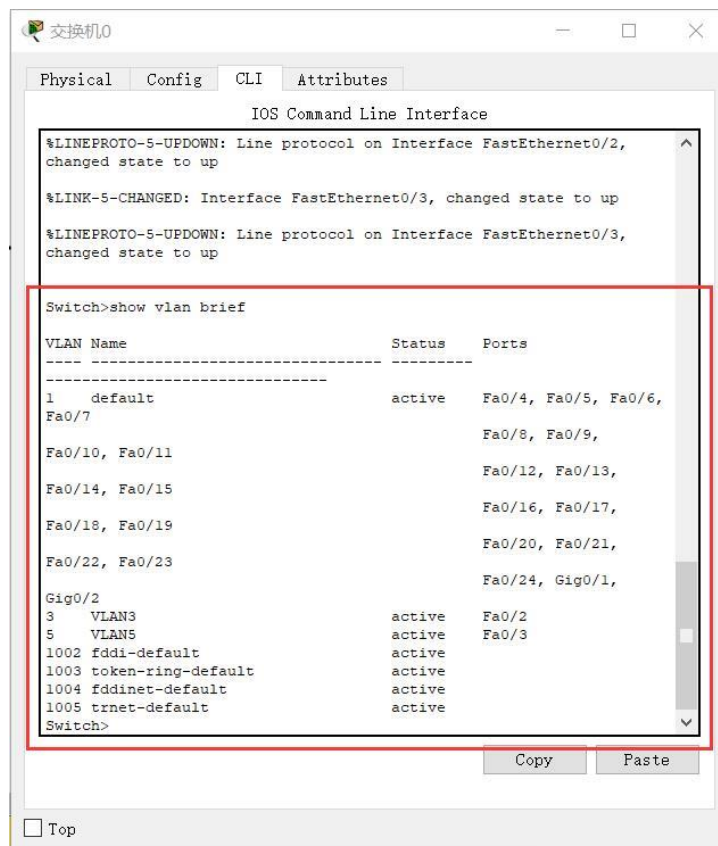 交换机0
Physical Config CLI Attributes
IOS Command Line Interface
%LINEPROTO-5-UPDOWN: Line protocol on Interface FastEthernet0/2,
changed state to up
%LINK-5-CHANGED: Interface FastEthernet0/3, changed state to up
%LINEPROTO-5-UPDOWN: Line protocol on Interface FastEthernet0/3,
changed state to up
Switch>show vlan brief
VLAN Name Status Ports
---- -------------------------------- ---------
-------------------------------
1 default active Fa0/4, Fa0/5, Fa0/6,
Fa0/7
Fa0/8, Fa0/9,
Fa0/10, Fa0/11
Fa0/12, Fa0/13,
Fa0/14, Fa0/15
Fa0/16, Fa0/17,
Fa0/18, Fa0/19
Fa0/20, Fa0/21,
Fa0/22, Fa0/23
Fa0/24, Gig0/1,
Gig0/2
3 VLAN3 active Fa0/2
5 VLAN5 active Fa0/3
1002 fddi-default active
1003 token-ring-default active
1004 fddinet-default active
1005 trnet-default active
Switch>
Copy Paste
Top